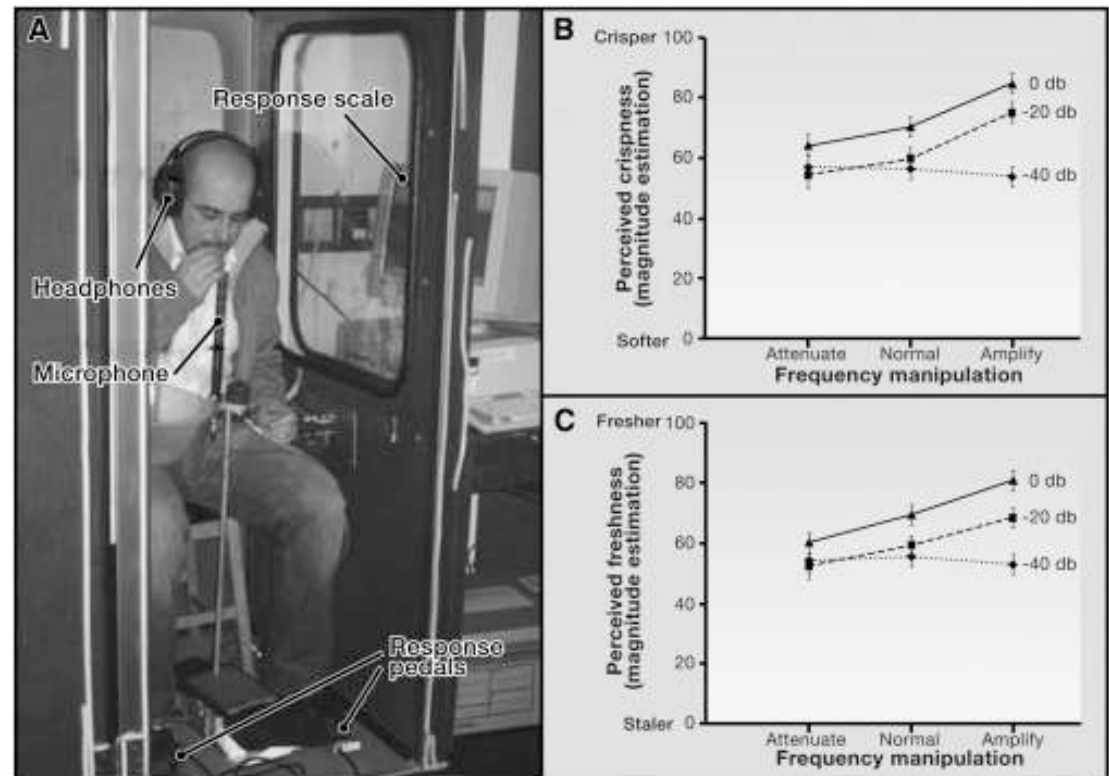 A
Response scale
Headphones
Microphone
Response
pedals
B
Crisper 100
80
60
40
20
Softer 0
Perceived crispness
(magnitude estimation)
0 db
-20 db
-40 db
Attenuate Normal Amplify
Frequency manipulation
C
Fresher 100
80
60
40
20
Staler 0
Perceived freshness
(magnitude estimation)
0 db
-20 db
-40 db
Attenuate Normal Amplify
Frequency manipulation